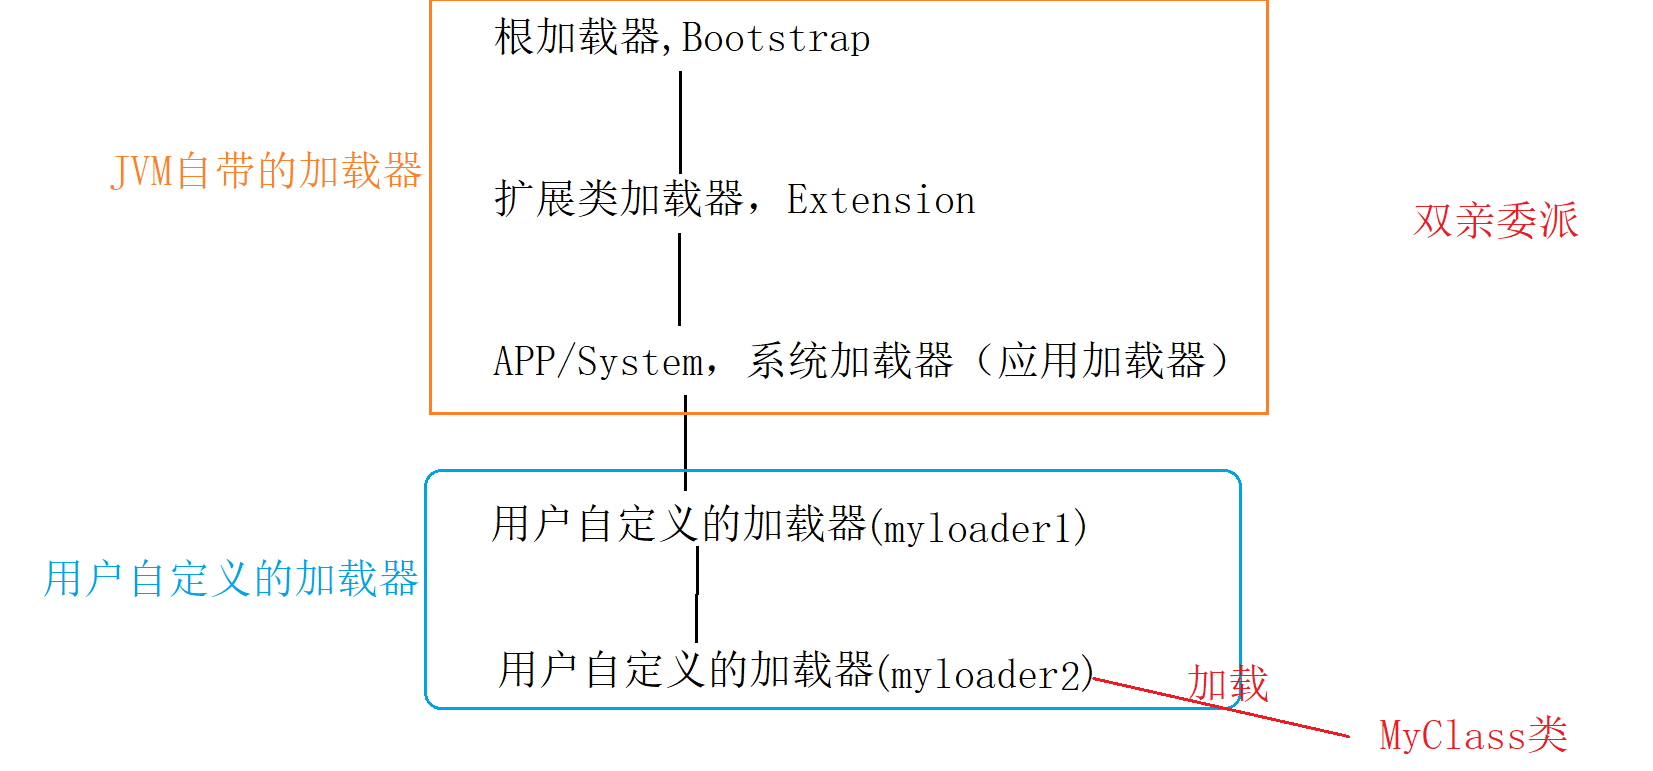 根加载器,Bootstrap
JVM自带的加载器
扩展类加载器，Extension
双亲委派
APP/System，系统加载器（应用加载器）
用户自定义的加载器(myloader1)
用户自定义的加载器
用户自定义的加载器(myloader2)
加载
MyClass类